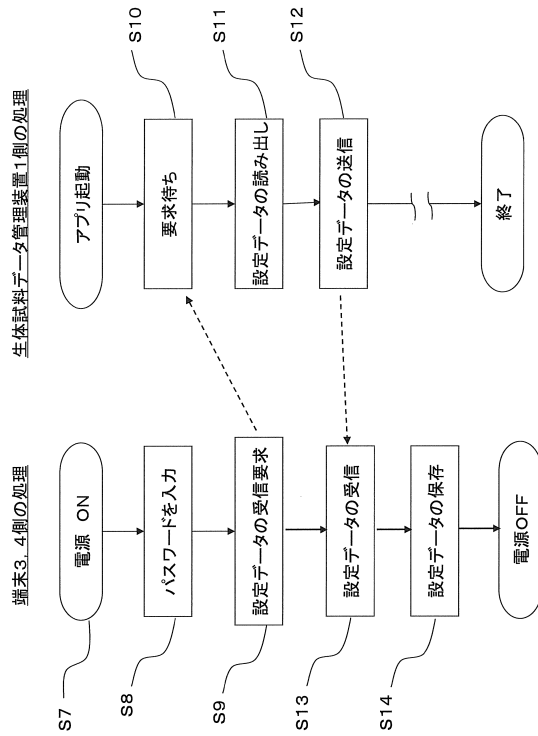 端末3，4側の処理
電源 ON
S7
パスワードを入力
S8
設定データの受信要求
S9
設定データの受信
S13
設定データの保存
S14
電源OFF
生体試料データ管理装置1側の処理
アプリ起動
要求待ち
S10
設定データの読み出し
S11
設定データの送信
S12
終了